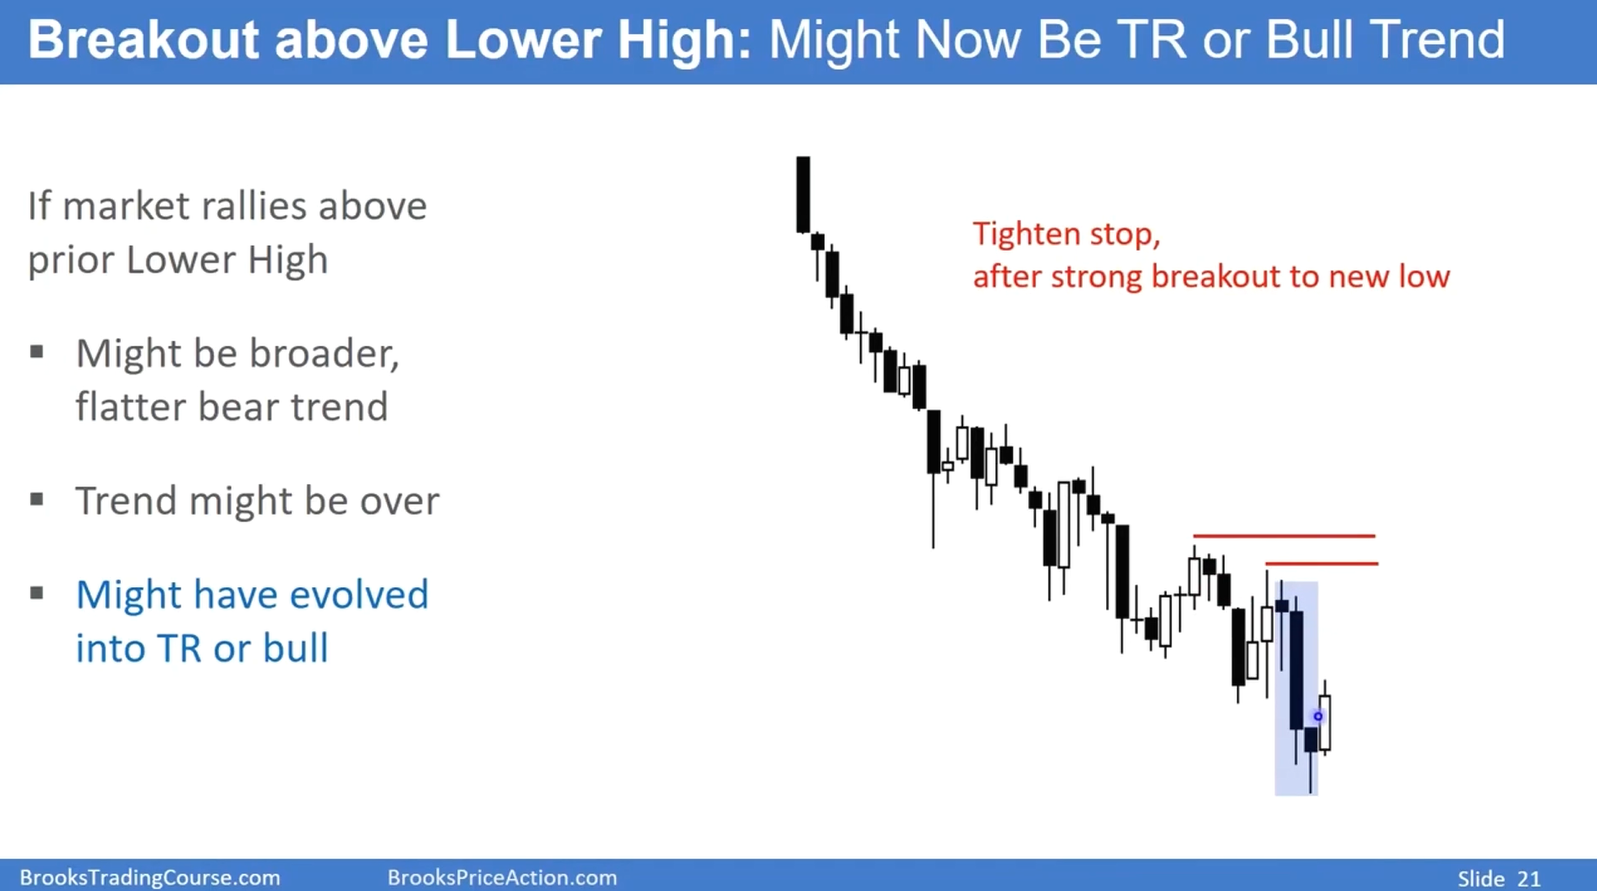 Breakout above Lower High: Might Now Be TR or Bull Trend
If market rallies above
prior Lower High
▪ Might be broader,
flatter bear trend
▪ Trend might be over
▪ Might have evolved
into TR or bull
Tighten stop,
after strong breakout to new low
BrooksTradingCourse.com
BrooksPriceAction.com
Slide 21